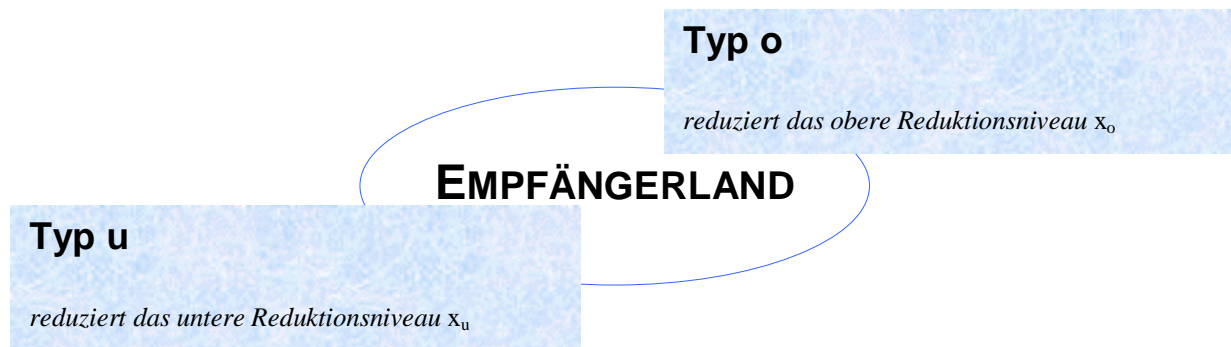 Typ o
reduziert das obere Reduktionsniveau xₒ
EMPFÄNGERLAND
Typ u
reduziert das untere Reduktionsniveau xᵤ